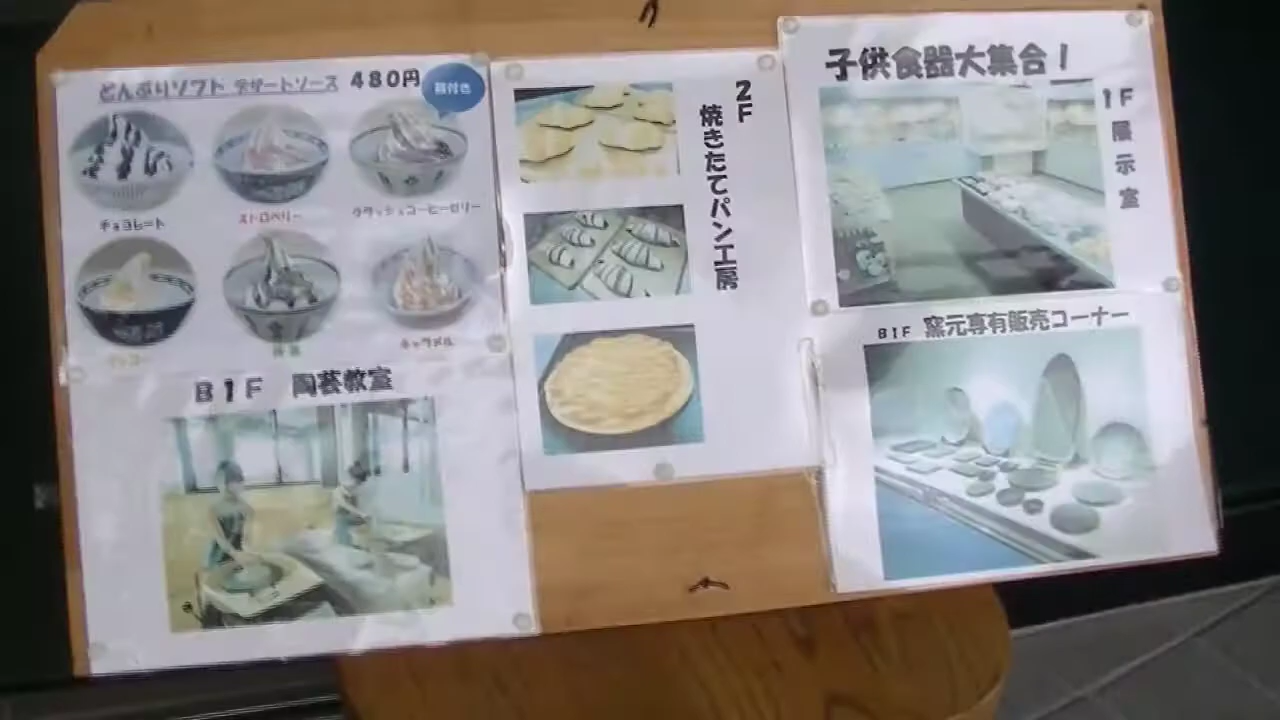 どんぶりソフト デザートソース 480円
器付き
チョコレート
ストロベリー
クラッシュコーヒーゼリー
マンゴー
抹茶
キャラメル
B1F 陶芸教室
2F
焼きたてパン工房
子供食器大集合!
1F展示室
B1F 窯元専有販売コーナー